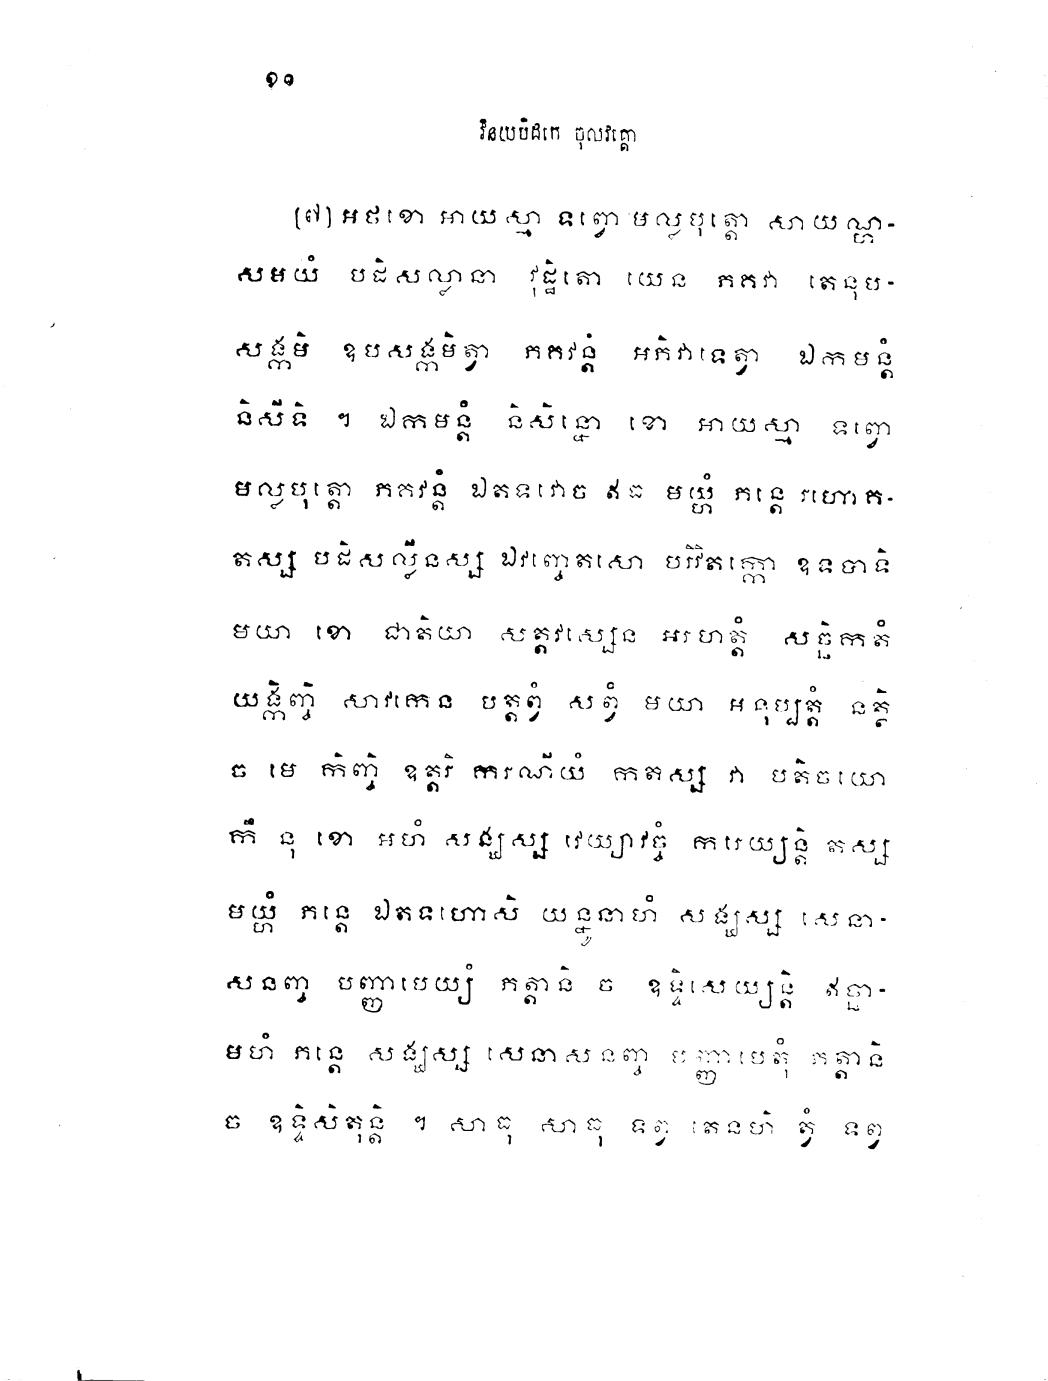 ១០
វិនយបិដកេ ចុលវគ្គោ
(៧) អថខោ អាយស្មា ទព្វោ មល្លបុត្តោ សាយណ្ហ-
សមយំ បដិសល្លានា វុដ្ឋិតោ យេន ភគវា តេនុប-
សង្កមិ ឧបសង្កមិត្វា ភគវន្តំ អភិវាទេត្វា ឯកមន្តំ
និសីទិ ។ ឯកមន្តំ និសិន្នោ ខោ អាយស្មា ទព្វោ
មល្លបុត្តោ ភគវន្តំ ឯតទវោច ឥធ មយ្ហំ ភន្តេ រហោគ-
តស្ស បដិសល្លីនស្ស ឯវញ្ចេតសោ បរិវិតក្កោ ឧទបាទិ
មយា ខោ ជាតិយា សត្តវស្សេន អរហត្តំ សច្ឆិកតំ
យង្កិញ្ចិ សាវកេន បត្តព្វំ សព្វំ មយា អនុប្បត្តំ នត្ថិ
ច មេ កិញ្ចិ ឧត្តរិ ករណីយំ កតស្ស វា បតិចយោ
កឹ នុ ខោ អហំ សង្ឃស្ស វេយ្យាវច្ចំ ករេយ្យន្តិ តស្ស
មយ្ហំ ភន្តេ ឯតទហោសិ យន្នូនាហំ សង្ឃស្ស សេនា-
សនញ្ច បញ្ញាបេយ្យំ ភត្តានិ ច ឧទ្ទិសេយ្យន្តិ ឥច្ឆា-
មហំ ភន្តេ សង្ឃស្ស សេនាសនញ្ច បញ្ញាបេតុំ ភត្តានិ
ច ឧទ្ទិសិតុន្តិ ។ សាធុ សាធុ ទព្វ តេនហិ ត្វំ ទព្វ